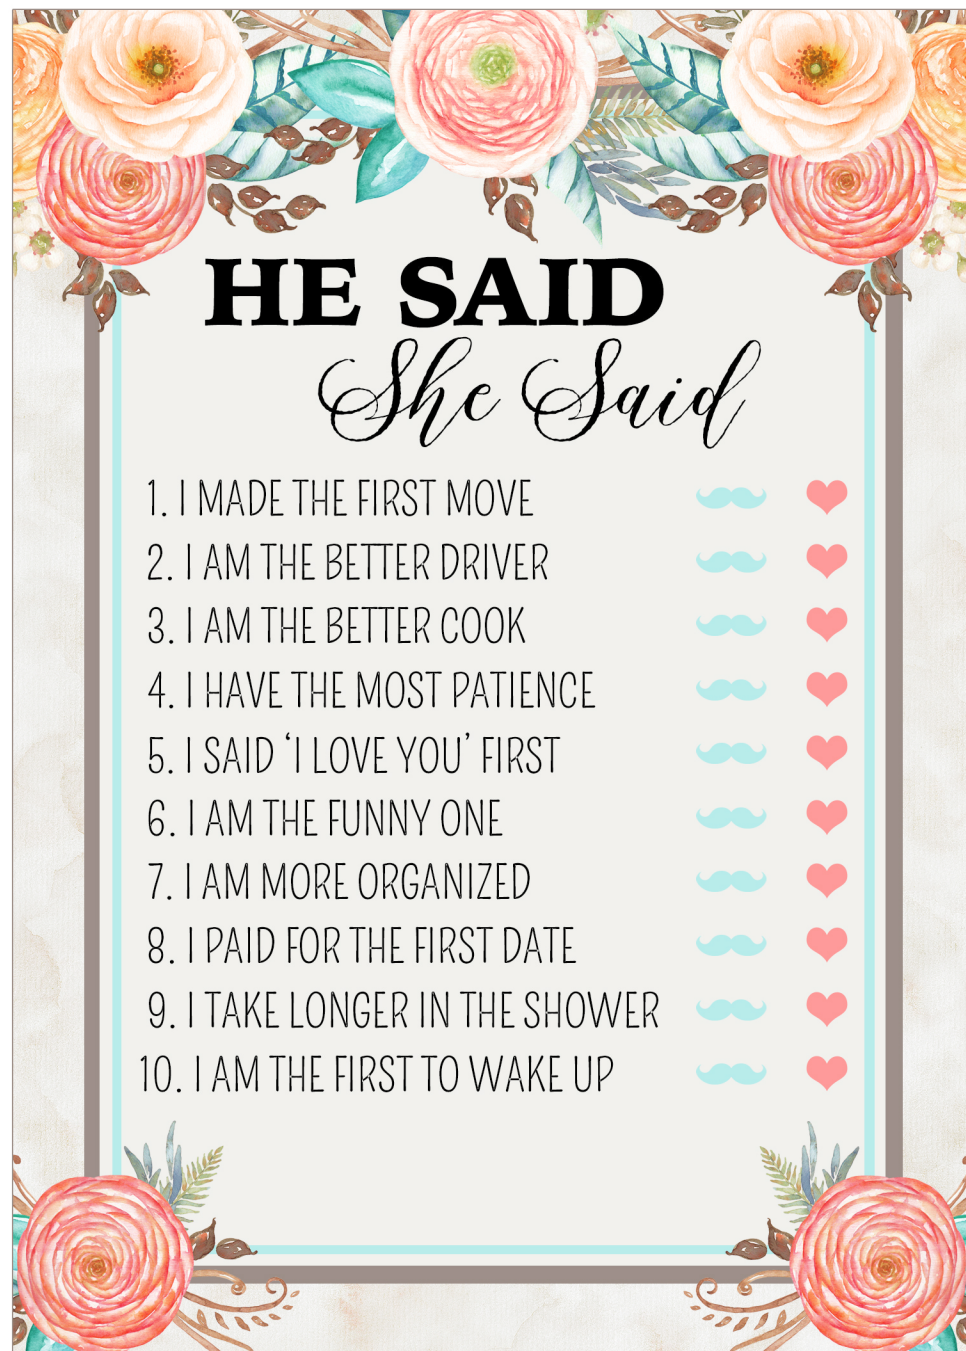 HE SAID
She Said
1. I MADE THE FIRST MOVE
2. I AM THE BETTER DRIVER
3. I AM THE BETTER COOK
4. I HAVE THE MOST PATIENCE
5. I SAID ‘I LOVE YOU’ FIRST
6. I AM THE FUNNY ONE
7. I AM MORE ORGANIZED
8. I PAID FOR THE FIRST DATE
9. I TAKE LONGER IN THE SHOWER
10. I AM THE FIRST TO WAKE UP